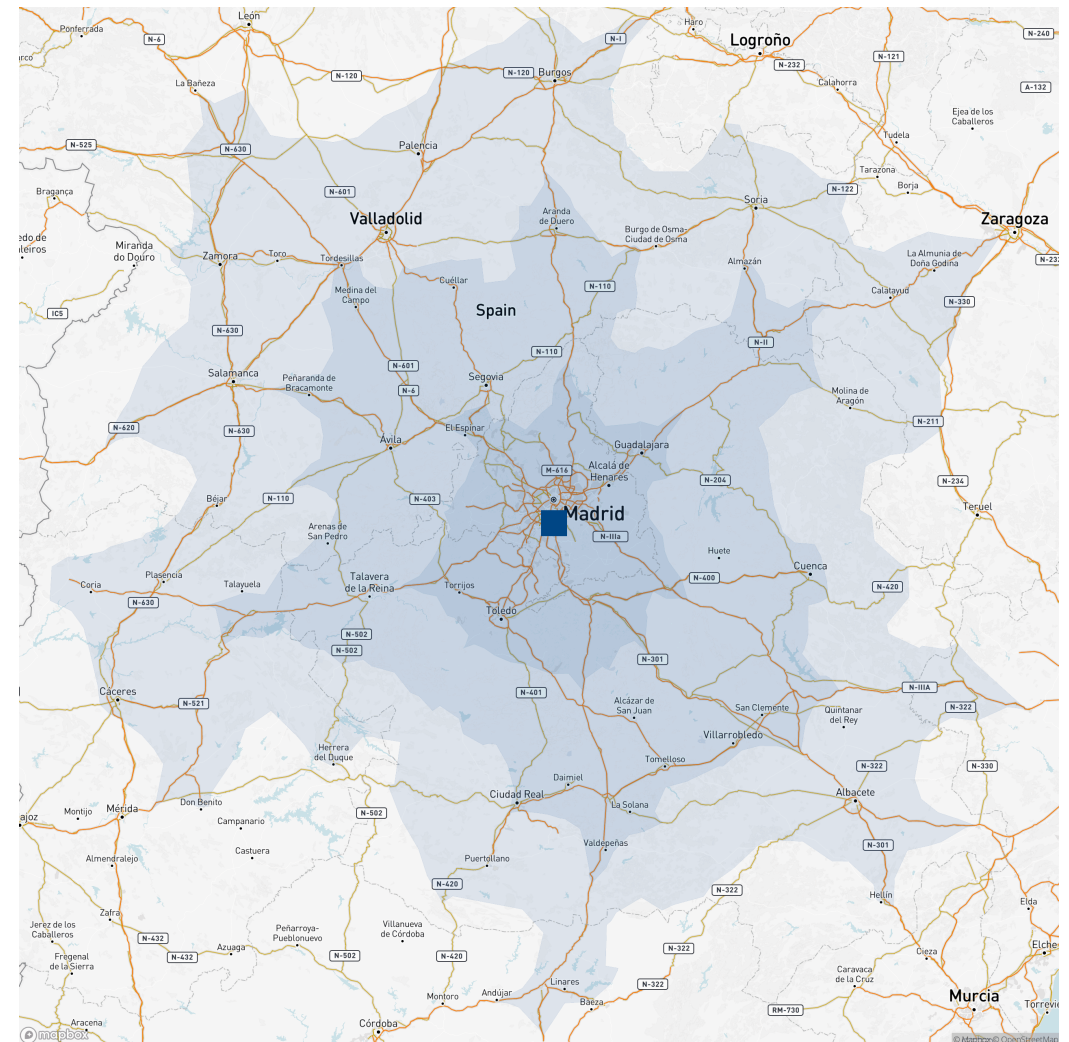 León
Ponferrada
N-6
N-I
Haro
Logroño
N-240
N-232
N-121
N-120
N-120
Burgos
La Bañeza
Calahorra
A-132
Ejea de los
Caballeros
Tudela
N-525
N-630
Palencia
Tarazona
Borja
Bragança
N-601
N-122
Soria
Aranda
de Duero
Valladolid
Zaragoza
Burgo de Osma-
Ciudad de Osma
Miranda
do Douro
Zamora
Toro
Tordesillas
Almazán
La Almunia de
Doña Godina
Cuéllar
Medina del
Campo
N-110
Calatayud
N-330
IC5
Spain
N-630
N-II
N-110
N-601
Salamanca
Peñaranda de
Bracamonte
Segovia
N-6
Molina de
Aragón
N-620
N-630
El Espinar
N-211
Ávila
Guadalajara
M-616
Alcalá de
Henares
N-204
N-234
Béjar
N-110
N-403
Teruel
Madrid
Arenas de
San Pedro
N-IIIa
Huete
Cuenca
Coria
Plasencia
Talayuela
Talavera
de la Reina
Torrijos
N-400
N-420
N-630
Toledo
N-502
N-502
N-301
Cáceres
N-521
N-401
N-IIIA
N-322
Alcázar de
San Juan
San Clemente
Quintanar
del Rey
Villarrobledo
Herrera
del Duque
Tomelloso
N-322
N-330
Daimiel
Ciudad Real
Albacete
Don Benito
Mérida
Montijo
N-502
La Solana
Campanario
Valdepeñas
N-301
Castuera
Almendralejo
Puertollano
N-420
N-322
Hellín
Elda
Zafra
Jerez de los
Caballeros
N-432
Azuaga
Peñarroya-
Pueblonuevo
Villanueva
de Córdoba
N-432
N-502
N-420
N-322
Cieza
Fregenal
de la Sierra
Caravaca
de la Cruz
Linares
N-322
Andújar
Montoro
Baeza
Murcia
RM-730
Aracena
Córdoba
mapbox
© Mapbox © OpenStreetMap